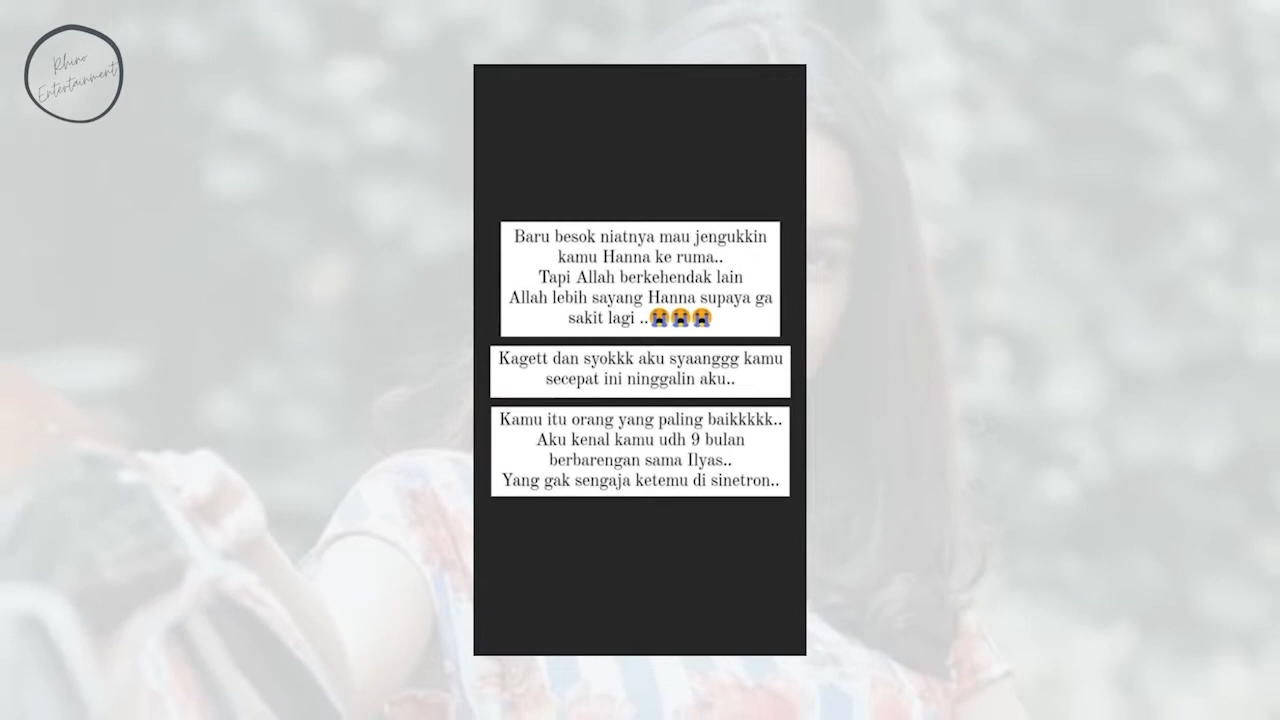 Rhino
Entertainment
Baru besok niatnya mau jengukkin
kamu Hanna ke ruma..
Tapi Allah berkehendak lain
Allah lebih sayang Hanna supaya ga
sakit lagi ..😭😭😭
Kagett dan syokkk aku syaanggg kamu
secepat ini ninggalin aku..
Kamu itu orang yang paling baikkkkk..
Aku kenal kamu udh 9 bulan
berbarengan sama Ilyas..
Yang gak sengaja ketemu di sinetron..